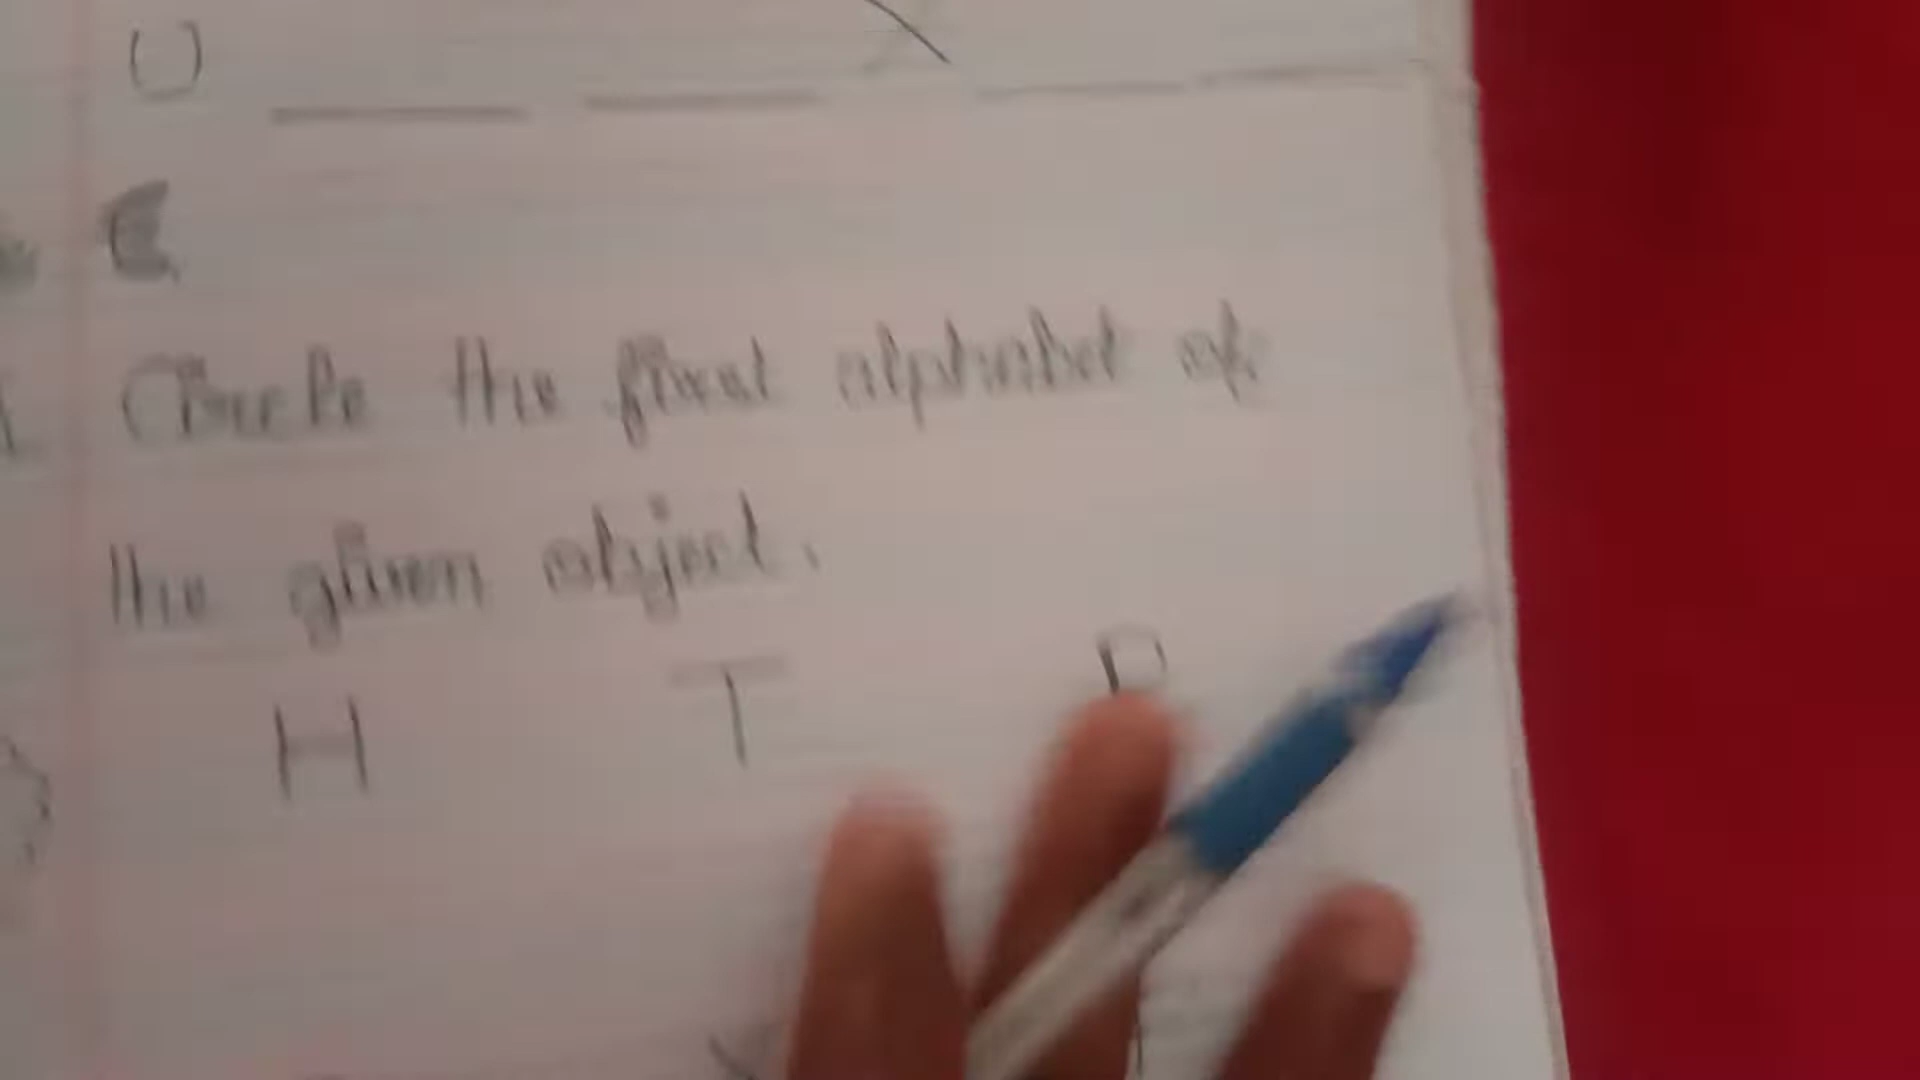 U
Circle the first alphabet of
the given object.
H T P